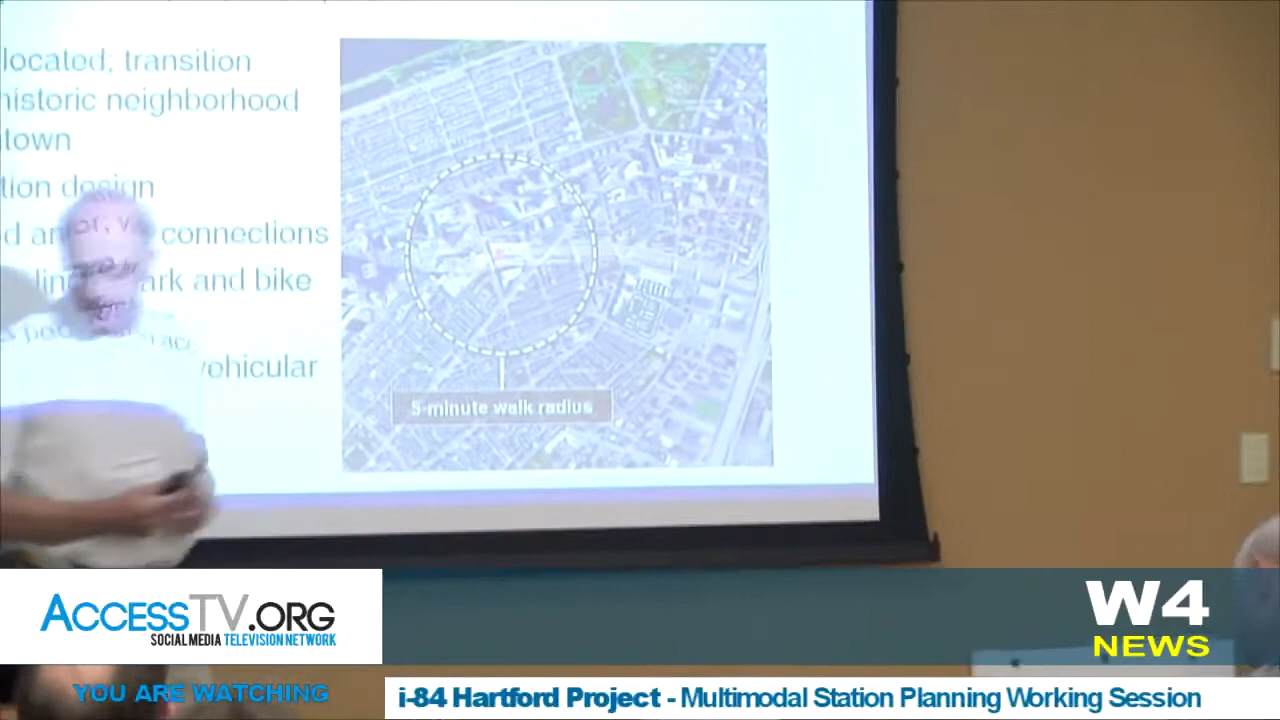 located; transition
historic neighborhood
town
tion design
connections
ark and bike
vehicular
5-minute walk radius
ACCESSTV.ORG
SOCIAL MEDIA TELEVISION NETWORK
W4
NEWS
YOU ARE WATCHING
i-84 Hartford Project - Multimodal Station Planning Working Session